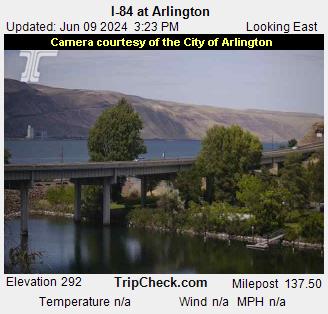 I-84 at Arlington
Updated: Jun 09 2024 3:23 PM Looking East
Camera courtesy of the City of Arlington
Elevation 292 TripCheck.com Milepost 137.50
Temperature n/a Wind n/a MPH n/a